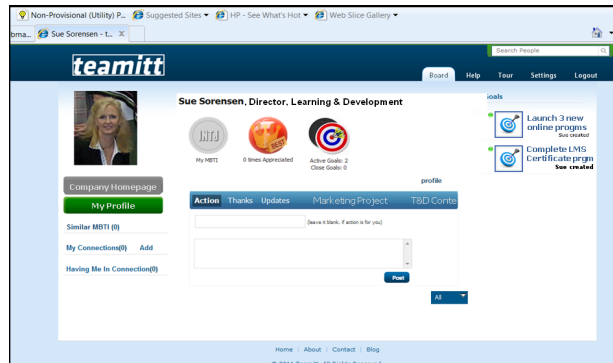 Non-Provisional (Utility) P... Suggested Sites HP - See What's Hot Web Slice Gallery
bma... Sue Sorensen - t... X
Search People
teamitt
Board Help Tour Settings Logout
Sue Sorensen, Director, Learning & Development
Goals
Launch 3 new
online progms
Sue created
Complete LMS
Certificate prgm
Sue created
INTJ
BEST
My MBTI
0 times Appreciated
Active Goals: 2
Close Goals: 0
profile
Company Homepage
My Profile
Action Thanks Updates Marketing Project T&D Conte
(leave it blank, if action is for you)
Similar MBTI (0)
My Connections(0) Add
Having Me In Connection(0)
Post
All
Home | About | Contact | Blog